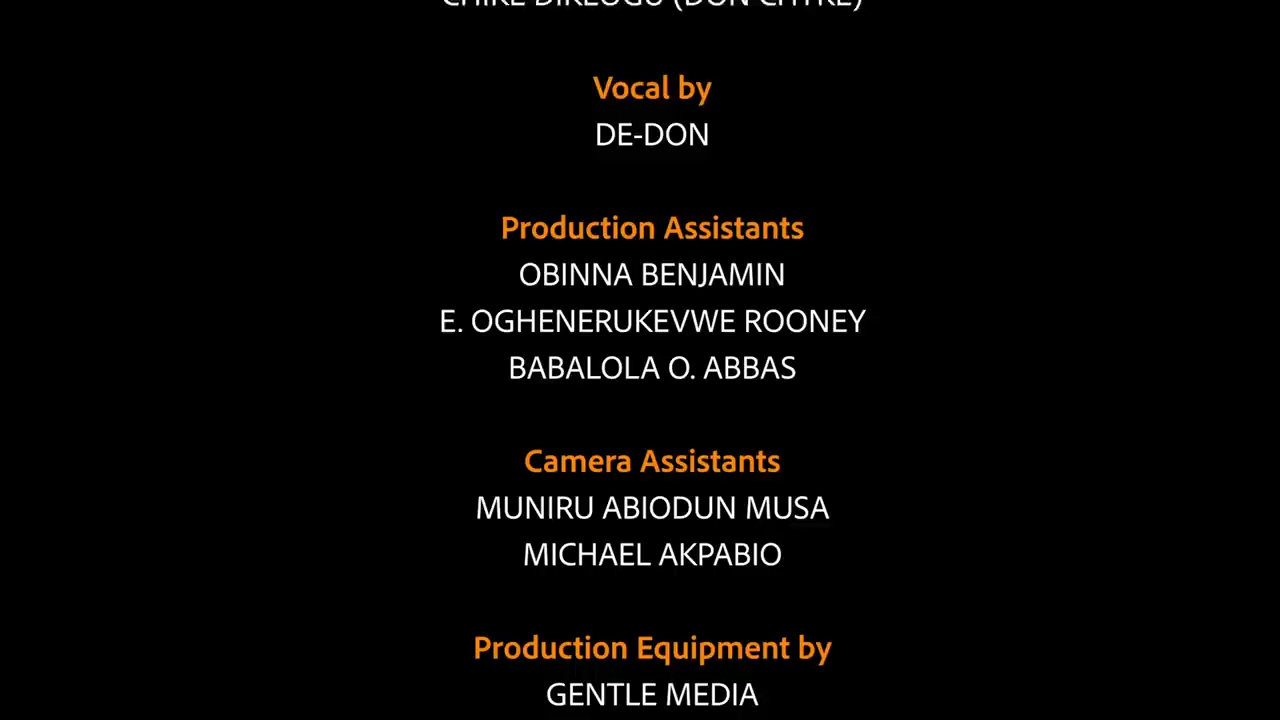 Vocal by
DE-DON
Production Assistants
OBINNA BENJAMIN
E. OGHENERUKEVWE ROONEY
BABALOLA O. ABBAS
Camera Assistants
MUNIRU ABIODUN MUSA
MICHAEL AKPABIO
Production Equipment by
GENTLE MEDIA